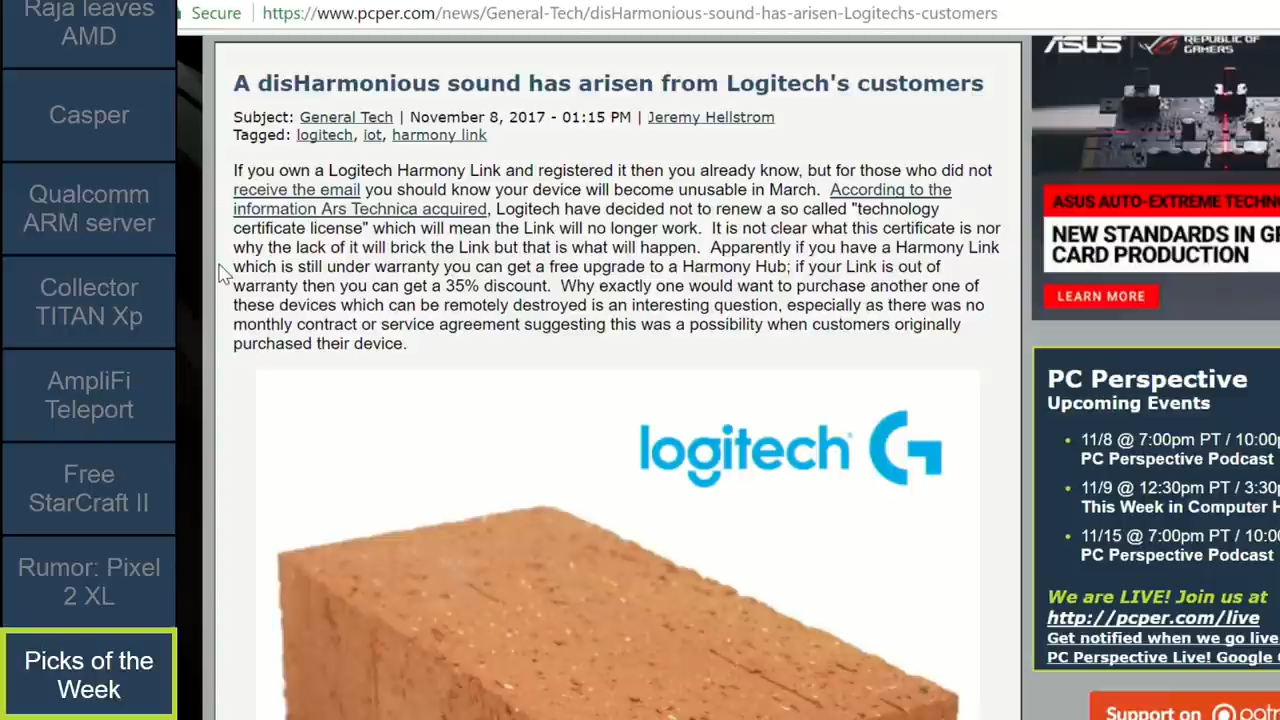 Raja leaves
AMD
Casper
Qualcomm
ARM server
Collector
TITAN Xp
AmpliFi
Teleport
Free
StarCraft II
Rumor: Pixel
2 XL
Picks of the
Week
Secure
https://www.pcper.com/news/General-Tech/disHarmonious-sound-has-arisen-Logitechs-customers
A disHarmonious sound has arisen from Logitech's customers
Subject: General Tech | November 8, 2017 - 01:15 PM | Jeremy Hellstrom
Tagged: logitech, iot, harmony link
If you own a Logitech Harmony Link and registered it then you already know, but for those who did not
receive the email you should know your device will become unusable in March. According to the
information Ars Technica acquired, Logitech have decided not to renew a so called "technology
certificate license" which will mean the Link will no longer work. It is not clear what this certificate is nor
why the lack of it will brick the Link but that is what will happen. Apparently if you have a Harmony Link
which is still under warranty you can get a free upgrade to a Harmony Hub; if your Link is out of
warranty then you can get a 35% discount. Why exactly one would want to purchase another one of
these devices which can be remotely destroyed is an interesting question, especially as there was no
monthly contract or service agreement suggesting this was a possibility when customers originally
purchased their device.
logitech
ASUS
REPUBLIC OF
GAMERS
ASUS AUTO-EXTREME
NEW STANDARDS IN
CARD PRODUCTION
LEARN MORE
PC Perspective
Upcoming Events
11/8 @ 7:00pm PT /
PC Perspective Podcast
11/9 @ 12:30pm PT /
This Week in Computer
11/15 @ 7:00pm PT /
PC Perspective Podcast
We are LIVE! Join us at
http://pcper.com/live
Get notified when we go live
PC Perspective Live! Google
Support on